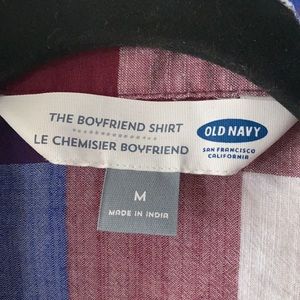 THE BOYFRIEND SHIRT
LE CHEMISIER BOYFRIEND
OLD NAVY
SAN FRANCISCO
CALIFORNIA
M
MADE IN INDIA